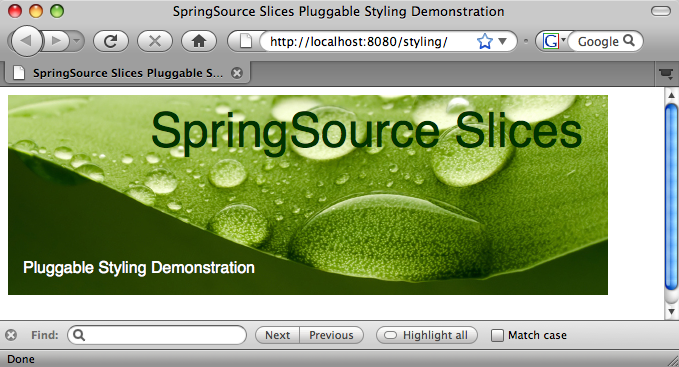 SpringSource Slices Pluggable Styling Demonstration
http://localhost:8080/styling/
G
Google
SpringSource Slices Pluggable S...
SpringSource Slices
Pluggable Styling Demonstration
Find:
Next
Previous
Highlight all
Match case
Done